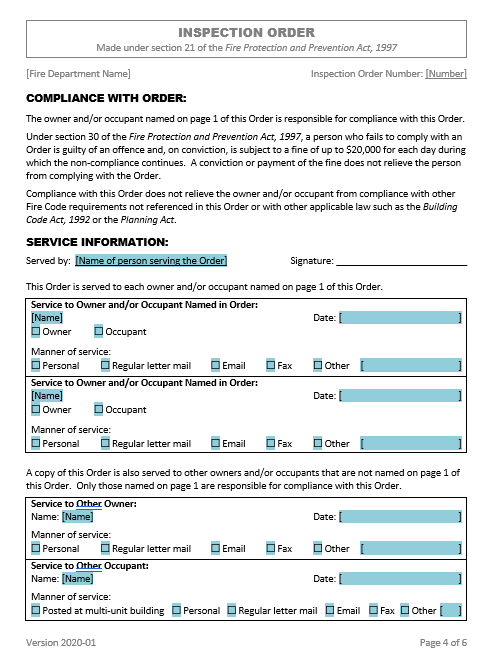 INSPECTION ORDER
Made under section 21 of the Fire Protection and Prevention Act, 1997
[Fire Department Name] Inspection Order Number: [Number]
COMPLIANCE WITH ORDER:
The owner and/or occupant named on page 1 of this Order is responsible for compliance with this Order.
Under section 30 of the Fire Protection and Prevention Act, 1997, a person who fails to comply with an
Order is guilty of an offence and, on conviction, is subject to a fine of up to $20,000 for each day during
which the non-compliance continues. A conviction or payment of the fine does not relieve the person
from complying with the Order.
Compliance with this Order does not relieve the owner and/or occupant from compliance with other
Fire Code requirements not referenced in this Order or with other applicable law such as the Building
Code Act, 1992 or the Planning Act.
SERVICE INFORMATION:
Served by: [Name of person serving the Order] Signature: ____________________
This Order is served to each owner and/or occupant named on page 1 of this Order.
Service to Owner and/or Occupant Named in Order:
[Name] Date: [ ]
☐ Owner ☐ Occupant
Manner of service:
☐ Personal ☐ Regular letter mail ☐ Email ☐ Fax ☐ Other [ ]
Service to Owner and/or Occupant Named in Order:
[Name] Date: [ ]
☐ Owner ☐ Occupant
Manner of service:
☐ Personal ☐ Regular letter mail ☐ Email ☐ Fax ☐ Other [ ]
A copy of this Order is also served to other owners and/or occupants that are not named on page 1 of
this Order. Only those named on page 1 are responsible for compliance with this Order.
Service to Other Owner:
Name: [Name] Date: [ ]
Manner of service:
☐ Personal ☐ Regular letter mail ☐ Email ☐ Fax ☐ Other [ ]
Service to Other Occupant:
Name: [Name] Date: [ ]
Manner of service:
☐ Posted at multi-unit building ☐ Personal ☐ Regular letter mail ☐ Email ☐ Fax ☐ Other [ ]
Version 2020-01 Page 4 of 6